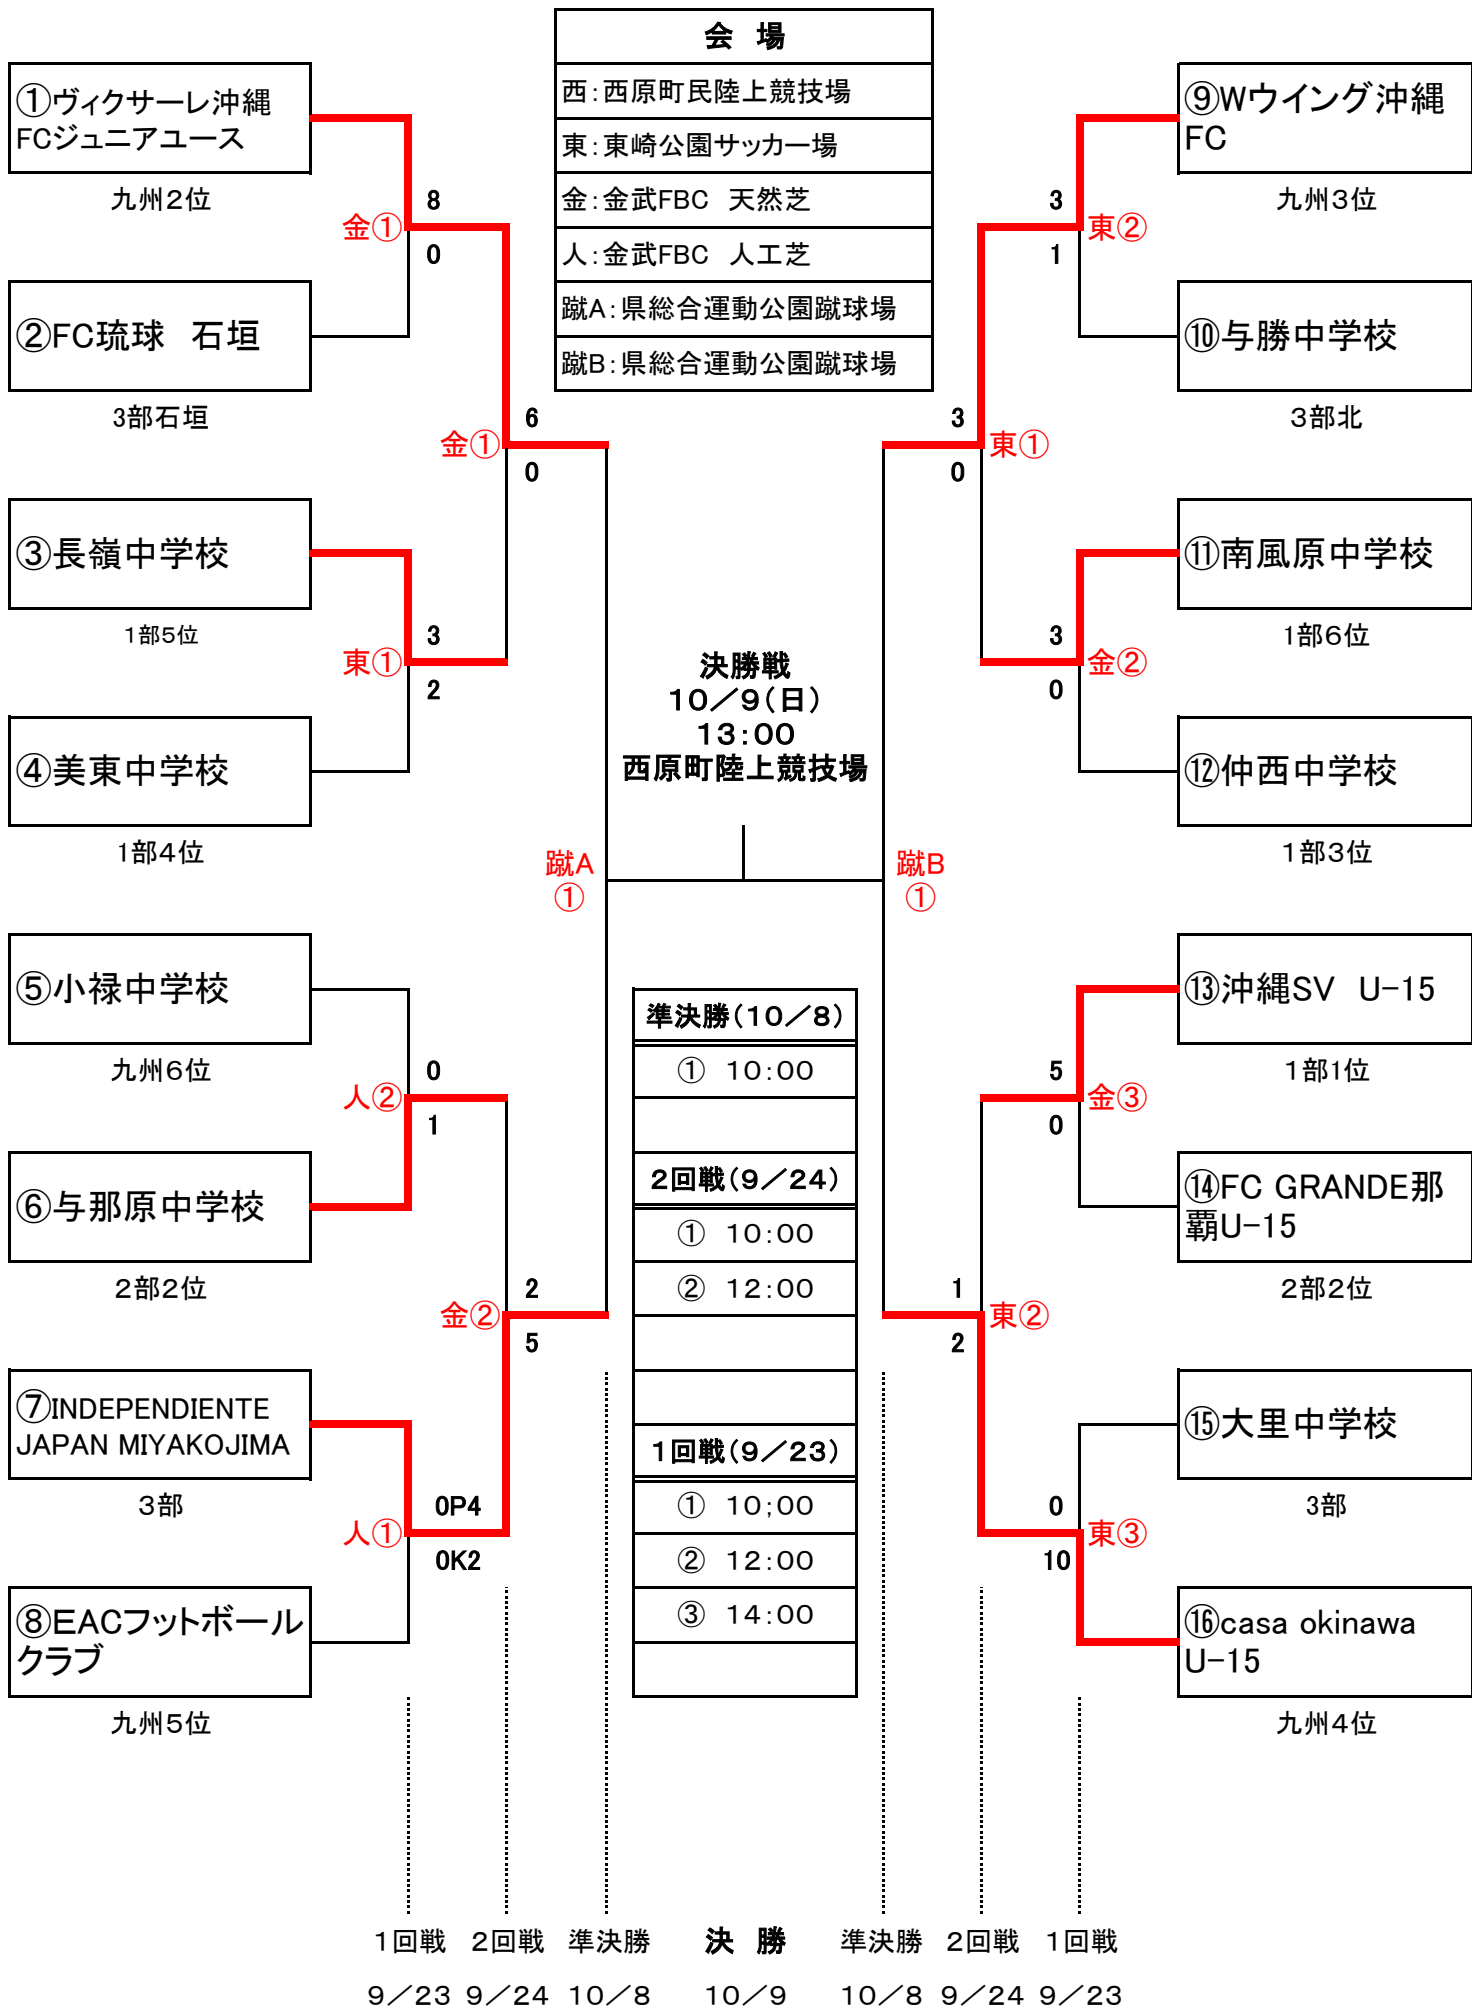 会 場
西：西原町民陸上競技場
東：東崎公園サッカー場
金：金武FBC 天然芝
人：金武FBC 人工芝
蹴A：県総合運動公園蹴球場
蹴B：県総合運動公園蹴球場
①ヴィクサーレ沖縄
FCジュニアユース
九州２位
8
金①
0
②FC琉球 石垣
3部石垣
6
金①
0
③長嶺中学校
1部5位
3
東①
2
④美東中学校
1部４位
蹴A
①
⑤小禄中学校
九州６位
0
人②
1
⑥与那原中学校
２部２位
2
金②
5
⑦INDEPENDIENTE
JAPAN MIYAKOJIMA
３部
0P4
人①
0K2
⑧EACフットボール
クラブ
九州５位
決勝戦
１０／９（日）
１３：００
西原町陸上競技場
準決勝（１０／８）
① １０：００
２回戦（９／２４）
① １０：００
② １２：００
１回戦（９／２３）
① １０；００
② １２：００
③ １４：００
⑨Wウイング沖縄
FC
九州３位
3
東②
1
⑩与勝中学校
３部北
3
東①
0
⑪南風原中学校
1部６位
3
金②
0
⑫仲西中学校
1部３位
蹴B
①
⑬沖縄SV U-15
1部1位
5
金③
0
⑭FC GRANDE那
覇U-15
２部２位
1
東②
2
⑮大里中学校
3部
0
東③
10
⑯casa okinawa
U-15
九州４位
１回戦 ２回戦 準決勝 決 勝 準決勝 ２回戦 １回戦
９／２３ ９／２４ １０／８ １０／９ １０／８ ９／２４ ９／２３